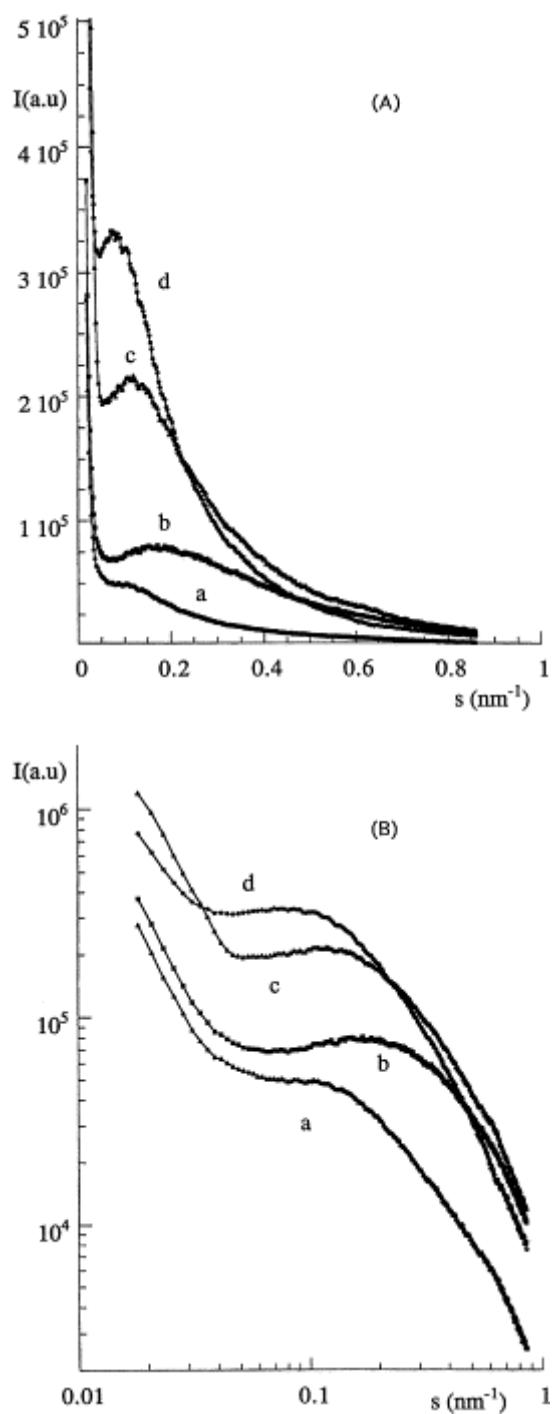 5 10⁵
I(a.u)
(A)
4 10⁵
3 10⁵
d
c
2 10⁵
1 10⁵
b
a
0 0.2 0.4 0.6 0.8 1
s (nm⁻¹)
I(a.u)
10⁶
(B)
d
c
10⁵
b
a
10⁴
0.01 0.1 s (nm⁻¹) 1